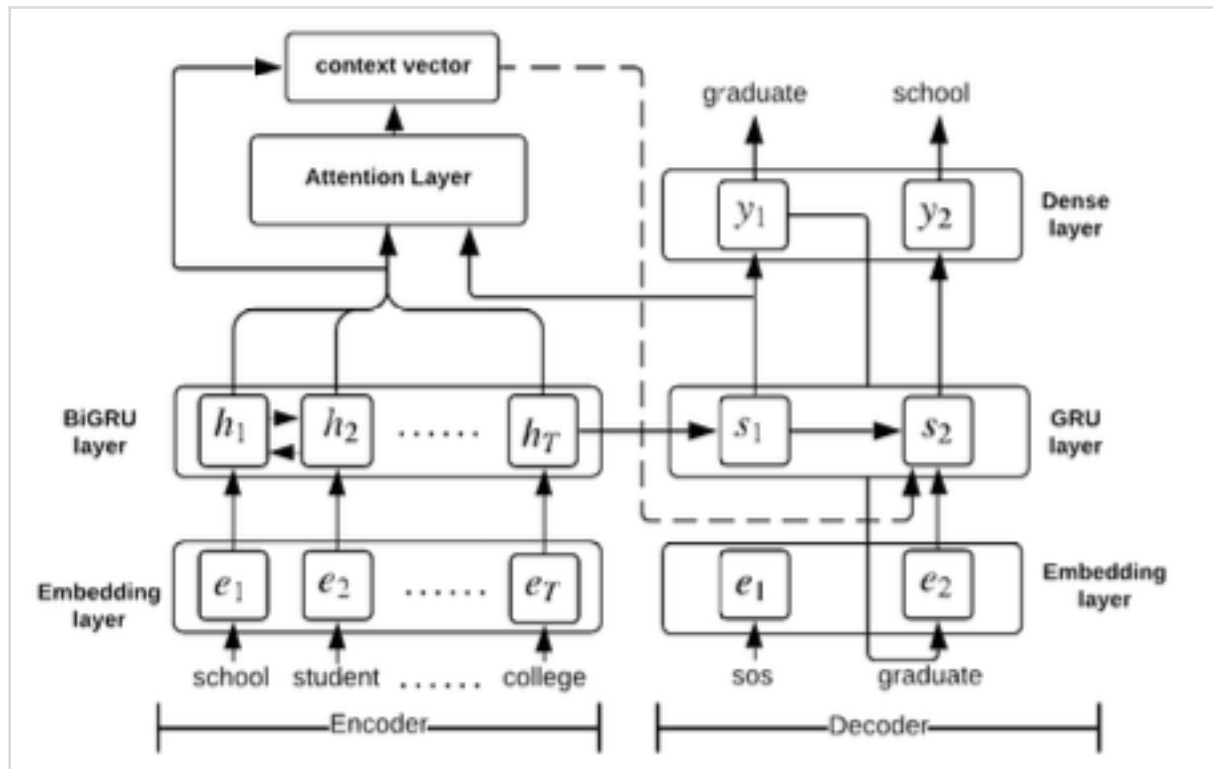 context vector
graduate school
Attention Layer
y1 y2
Dense
layer
BiGRU
layer
h1 h2 ...... hT
s1 s2
GRU
layer
Embedding
layer
e1 e2 ...... eT
e1 e2
Embedding
layer
school student ...... college
sos graduate
Encoder
Decoder